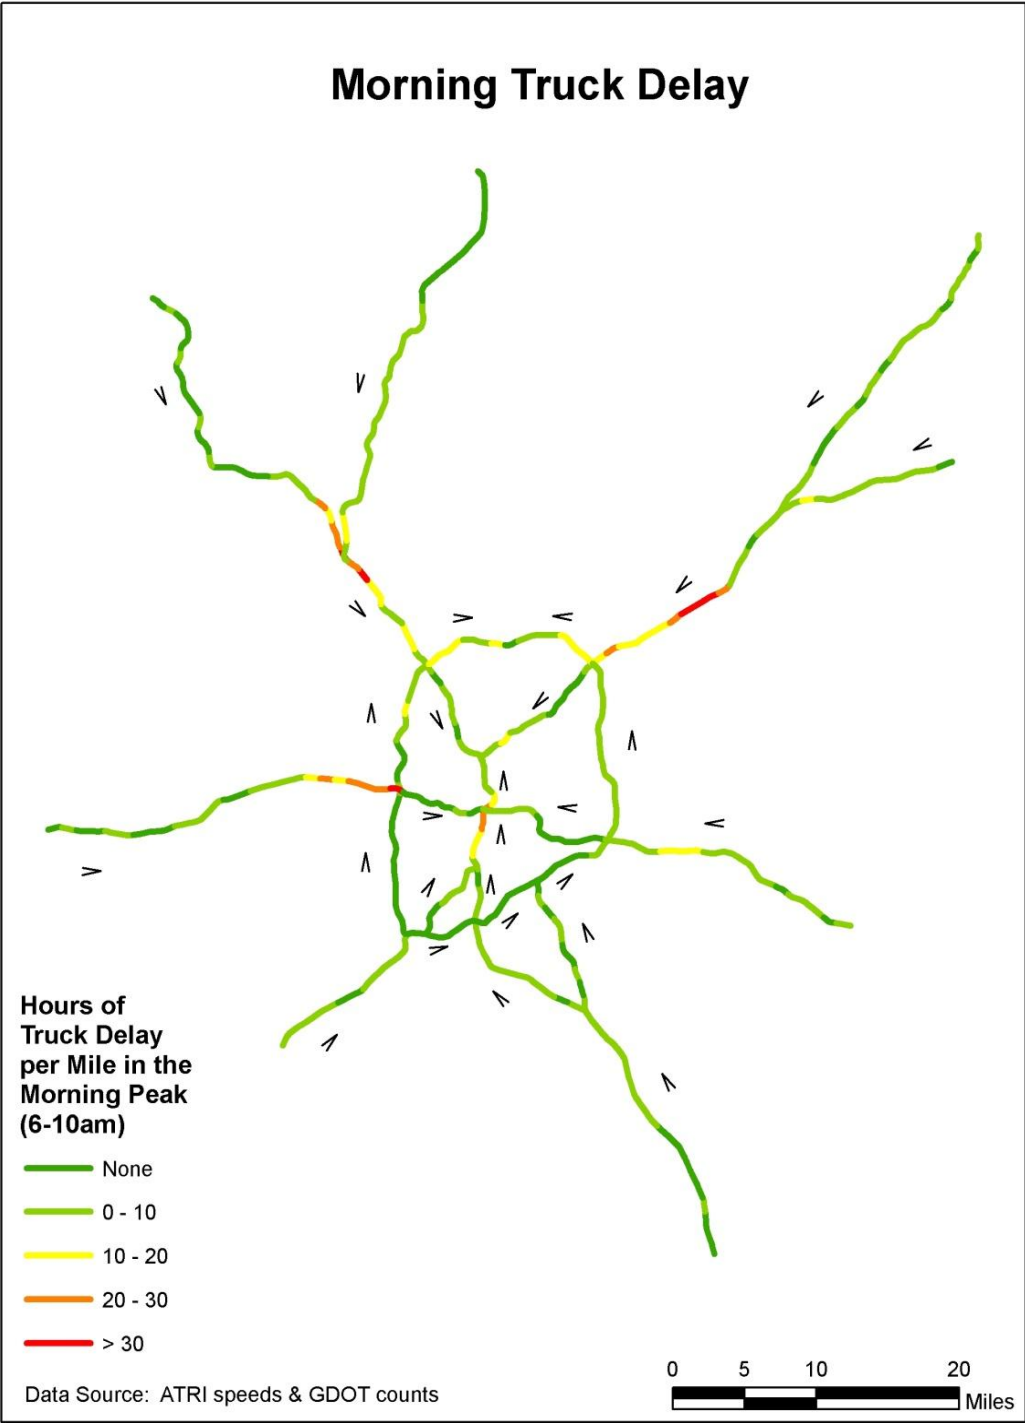 Morning Truck Delay
Hours of
Truck Delay
per Mile in the
Morning Peak
(6-10am)
None
0 - 10
10 - 20
20 - 30
> 30
Data Source:  ATRI speeds & GDOT counts
0 5 10 20
Miles